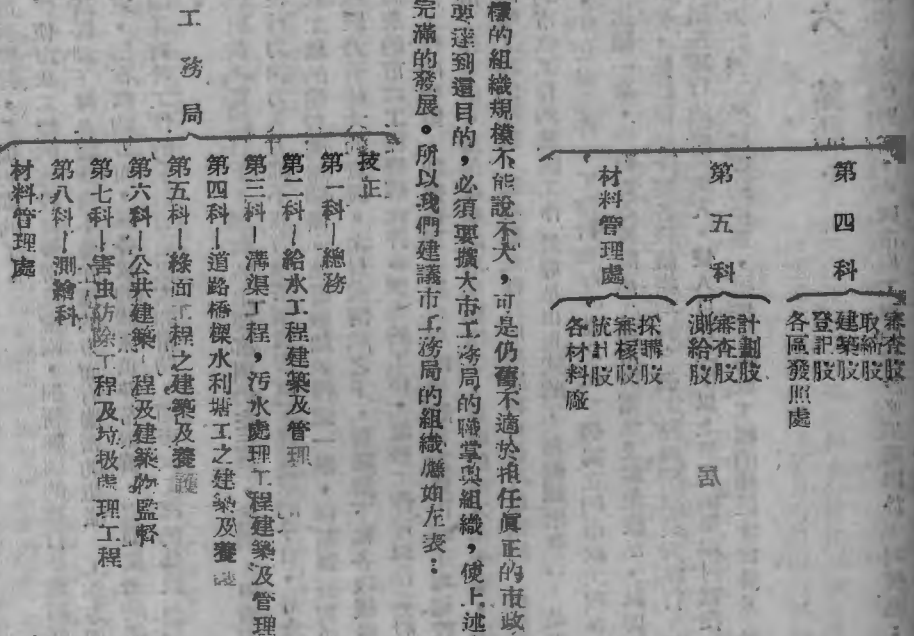 第四科
審查股
取締股
建築股
登記股
各區發照處
第五科
計劃股
審查股
測給股
材料管理處
採購股
審核股
統計股
各材料廠
樣的組織規模不能說不大，可是仍舊不適於担任眞正的市政
要達到這目的，必須要擴大市工務局的職掌與組織，使上述
完滿的發展。所以我們建議市工務局的組織應如左表：
工務局
技正
第一科—總務
第二科—給水工程建築及管理
第三科—溝渠工程，污水處理工程建築及管理
第四科—道路橋樑水利塘工之建築及養護
第五科—綠面工程之建築及養護
第六科—公共建築工程及建築物監督
第七科—害虫防除工程及垃圾處理工程
第八科—測繪科
材料管理處